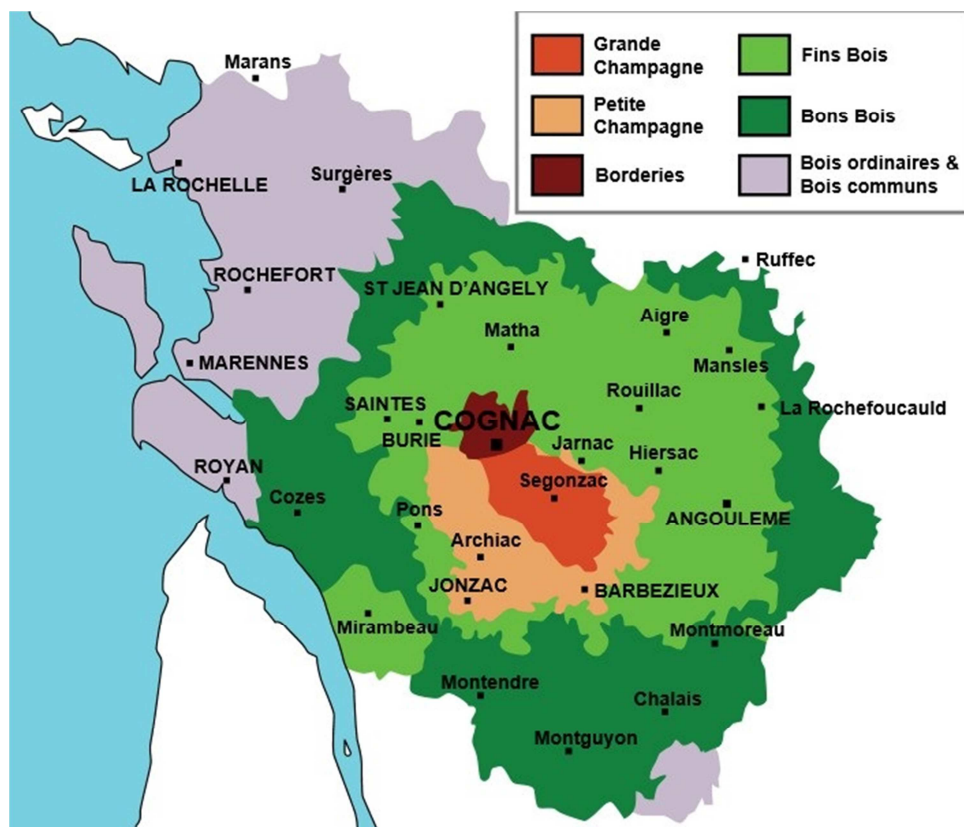 Grande
Champagne
Fins Bois
Petite
Champagne
Bons Bois
Borderies
Bois ordinaires &
Bois communs
Marans
LA ROCHELLE
Surgères
Ruffec
ROCHEFORT
ST JEAN D'ANGELY
Aigre
Matha
MARENNES
Mansles
Rouillac
SAINTES
La Rochefoucauld
COGNAC
BURIE
Jarnac
Hiersac
ROYAN
Segonzac
Cozes
Pons
ANGOULEME
Archiac
JONZAC
BARBEZIEUX
Mirambeau
Montmoreau
Montendre
Chalais
Montguyon